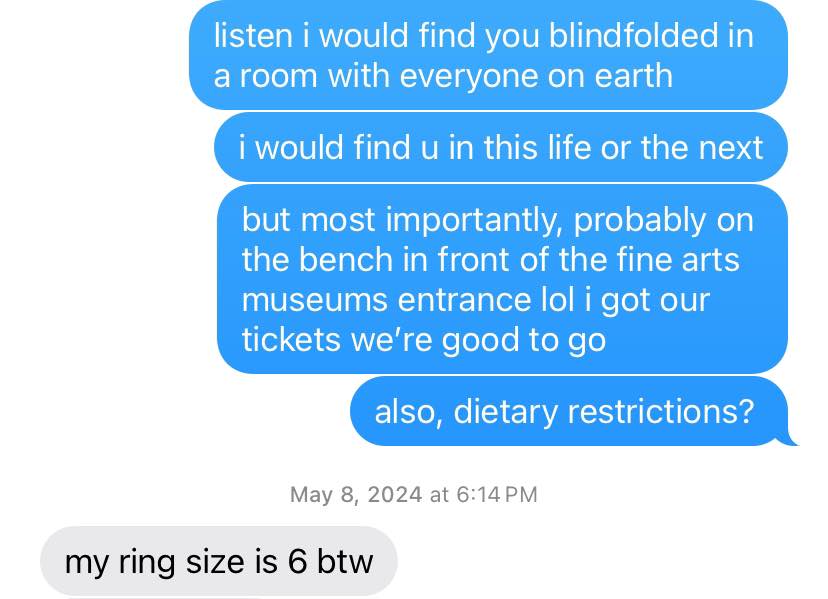 listen i would find you blindfolded in
a room with everyone on earth
i would find u in this life or the next
but most importantly, probably on
the bench in front of the fine arts
museums entrance lol i got our
tickets we’re good to go
also, dietary restrictions?
May 8, 2024 at 6:14 PM
my ring size is 6 btw